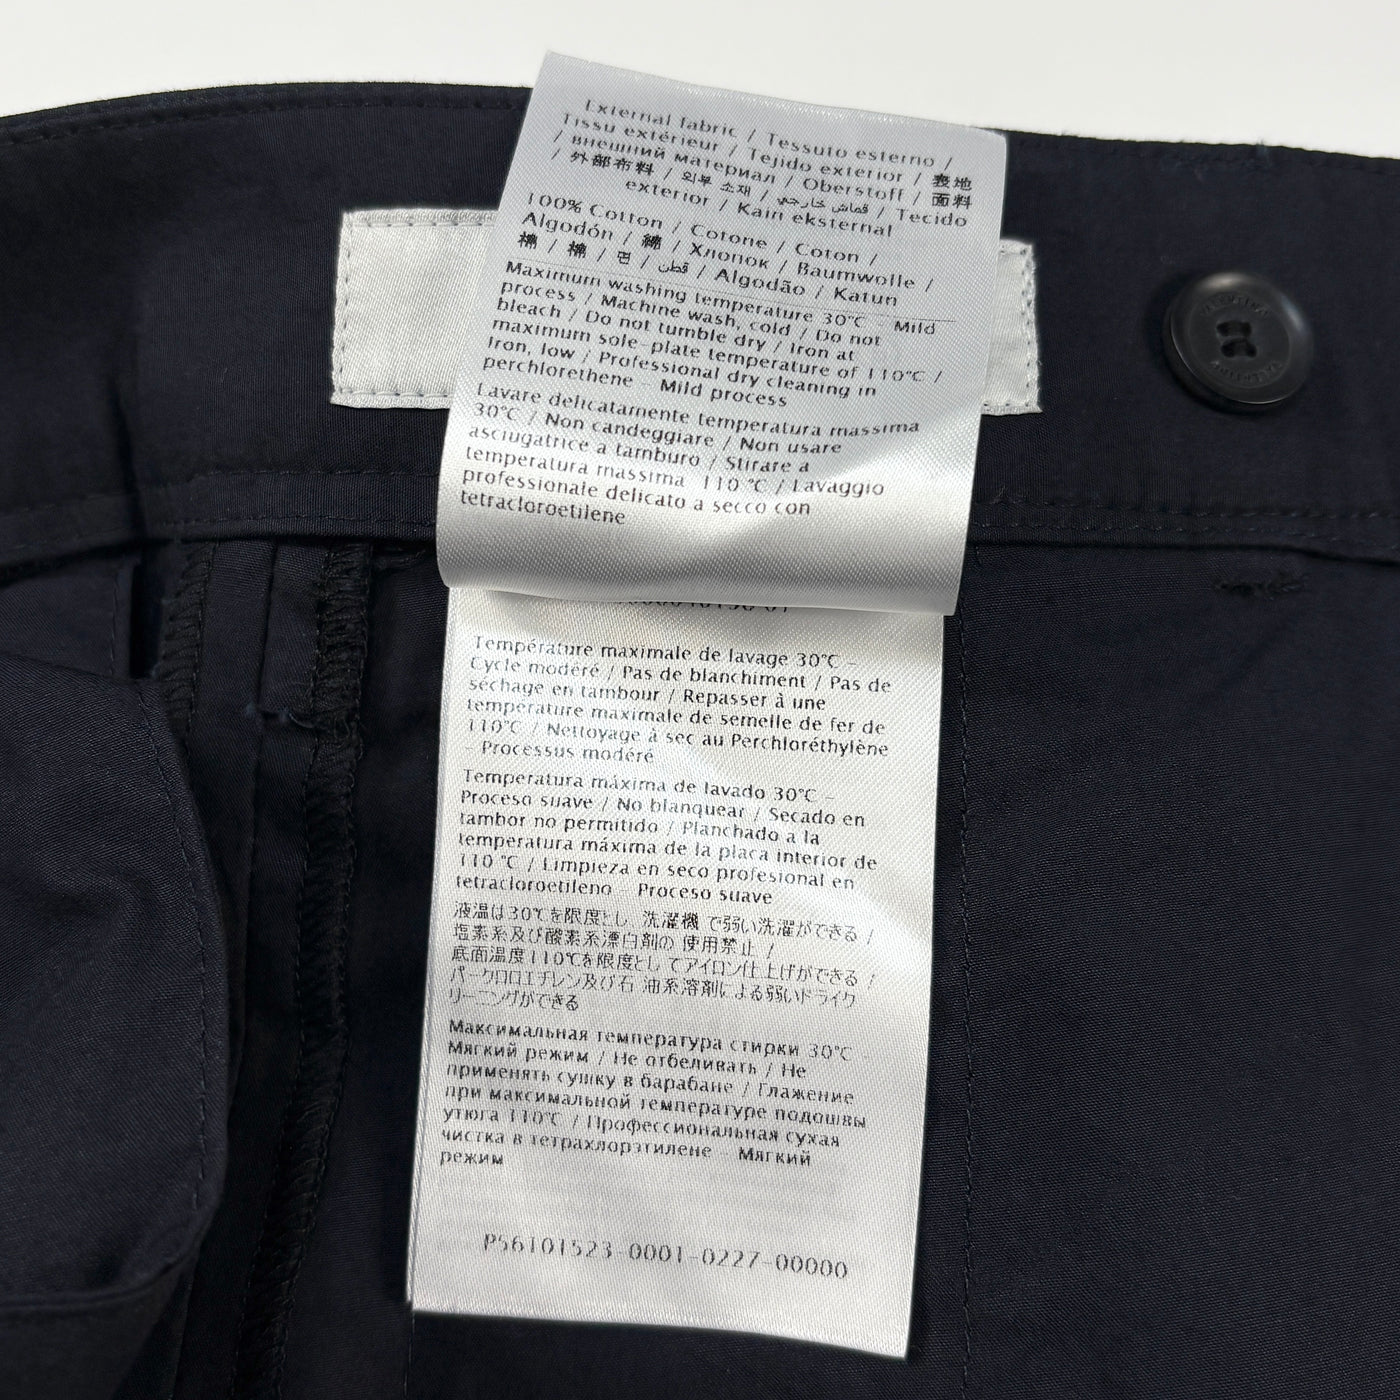 External fabric / Tessuto esterno /
Tissu extérieur / Tejido exterior / 表地
/ внешний материал / Oberstoff / 面料
/ 外部布料 / 외부 소재 / قماش خارجي / Tecido
exterior / Kain eksternal
100% Cotton / Cotone / Coton /
Algodón / 綿 / Хлопок / Baumwolle /
棉 / 棉 / 면 / قطن / Algodão / Katun
Maximum washing temperature 30°C - Mild
process / Machine wash, cold / Do not
bleach / Do not tumble dry / Iron at
maximum sole-plate temperature of 110°C /
Iron, low / Professional dry cleaning in
perchlorethene - Mild process
Lavare delicatamente temperatura massima
30°C / Non candeggiare / Non usare
asciugatrice a tamburo / Stirare a
temperatura massima 110 °C / Lavaggio
professionale delicato a secco con
tetracloroetilene
Température maximale de lavage 30°C -
Cycle modéré / Pas de blanchiment / Pas de
séchage en tambour / Repasser à une
température maximale de semelle de fer de
110°C / Nettoyage à sec au Perchloréthylène
- Processus modéré
Temperatura máxima de lavado 30°C -
Proceso suave / No blanquear / Secado en
tambor no permitido / Planchado a la
temperatura máxima de la placa interior de
110 °C / Limpieza en seco profesional en
tetracloroetileno - Proceso suave
液温は30℃を限度とし 洗濯機 で弱い洗濯ができる /
塩素系及び酸素系漂白剤の 使用禁止 /
底面温度110℃を限度とし てアイロン仕上げができる /
パークロロエチレン及び石 油系溶剤による弱いドライク
リーニングができる
Максимальная температура стирки 30°C -
Мягкий режим / Не отбеливать / Не
применять сушку в барабане / Глажение
при максимальной температуре подошвы
утюга 110°C / Профессиональная сухая
чистка в тетрахлорэтилене - Мягкий
режим
P56101523-0001-0227-00000